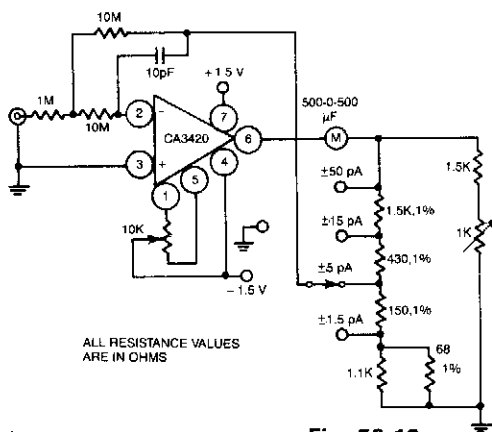 10M
10pF
+1.5 V
500-0-500
μF
1M
10M
2
-
7
CA3420
6
M
3
+
4
5
1
±50 pA
1.5K
1.5K,1%
±15 pA
10K
1K
430,1%
±5 pA
-1.5 V
150,1%
ALL RESISTANCE VALUES
ARE IN OHMS
±1.5 pA
68
1%
1.1K